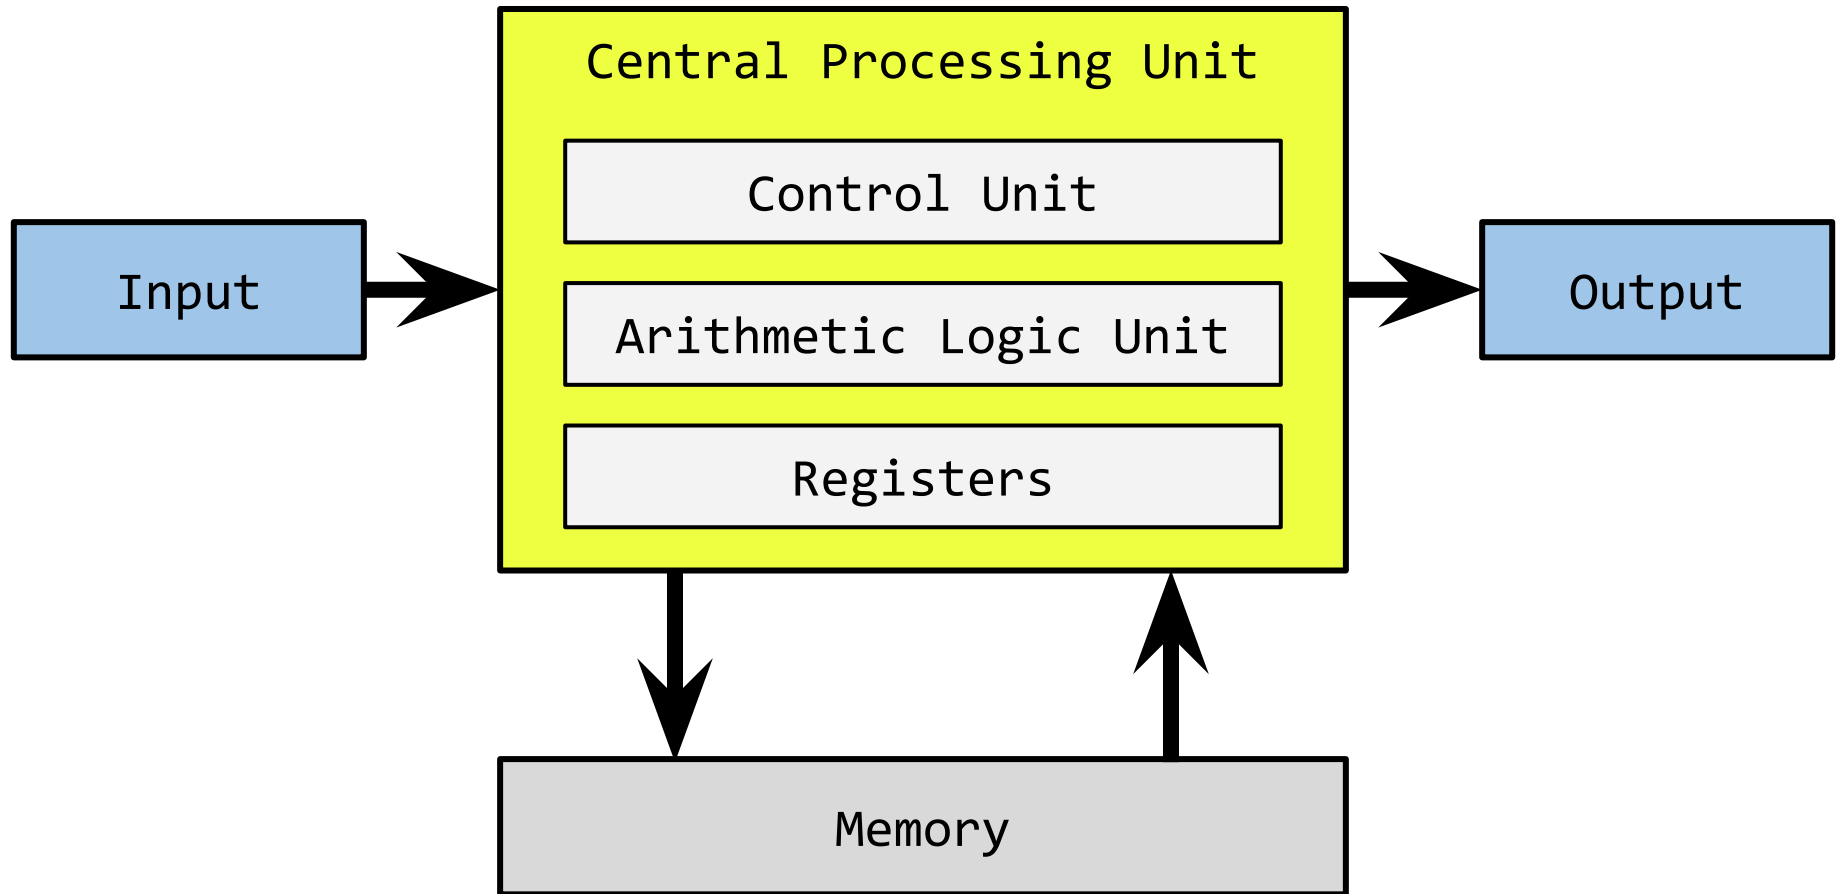 Central Processing Unit
Control Unit
Input
Arithmetic Logic Unit
Output
Registers
Memory